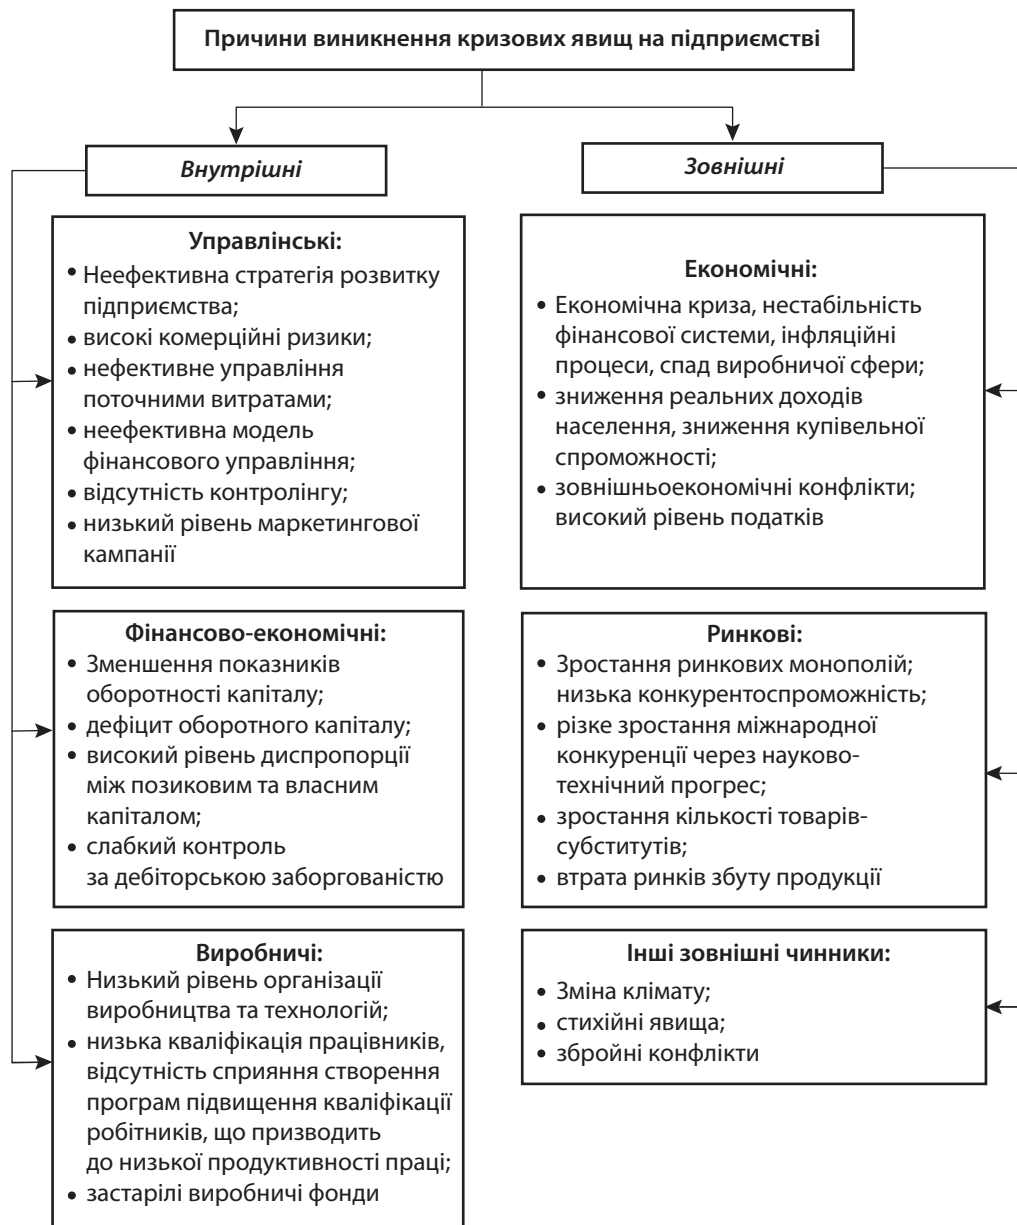 Причини виникнення кризових явищ на підприємстві
Внутрішні
Зовнішні
Управлінські:
• Неефективна стратегія розвитку
підприємства;
• високі комерційні ризики;
• нефективне управління
поточними витратами;
• неефективна модель
фінансового управління;
• відсутність контролінгу;
• низький рівень маркетингової
кампанії
Фінансово-економічні:
• Зменшення показників
оборотності капіталу;
• дефіцит оборотного капіталу;
• високий рівень диспропорції
між позиковим та власним
капіталом;
• слабкий контроль
за дебіторською заборгованістю
Виробничі:
• Низький рівень організації
виробництва та технологій;
• низька кваліфікація працівників,
відсутність сприяння створення
програм підвищення кваліфікації
робітників, що призводить
до низької продуктивності праці;
• застарілі виробничі фонди
Економічні:
• Економічна криза, нестабільність
фінансової системи, інфляційні
процеси, спад виробничої сфери;
• зниження реальних доходів
населення, зниження купівельної
спроможності;
• зовнішньоекономічні конфлікти;
високий рівень податків
Ринкові:
• Зростання ринкових монополій;
низька конкурентоспроможність;
• різке зростання міжнародної
конкуренції через науково-
технічний прогрес;
• зростання кількості товарів-
субститутів;
• втрата ринків збуту продукції
Інші зовнішні чинники:
• Зміна клімату;
• стихійні явища;
• збройні конфлікти